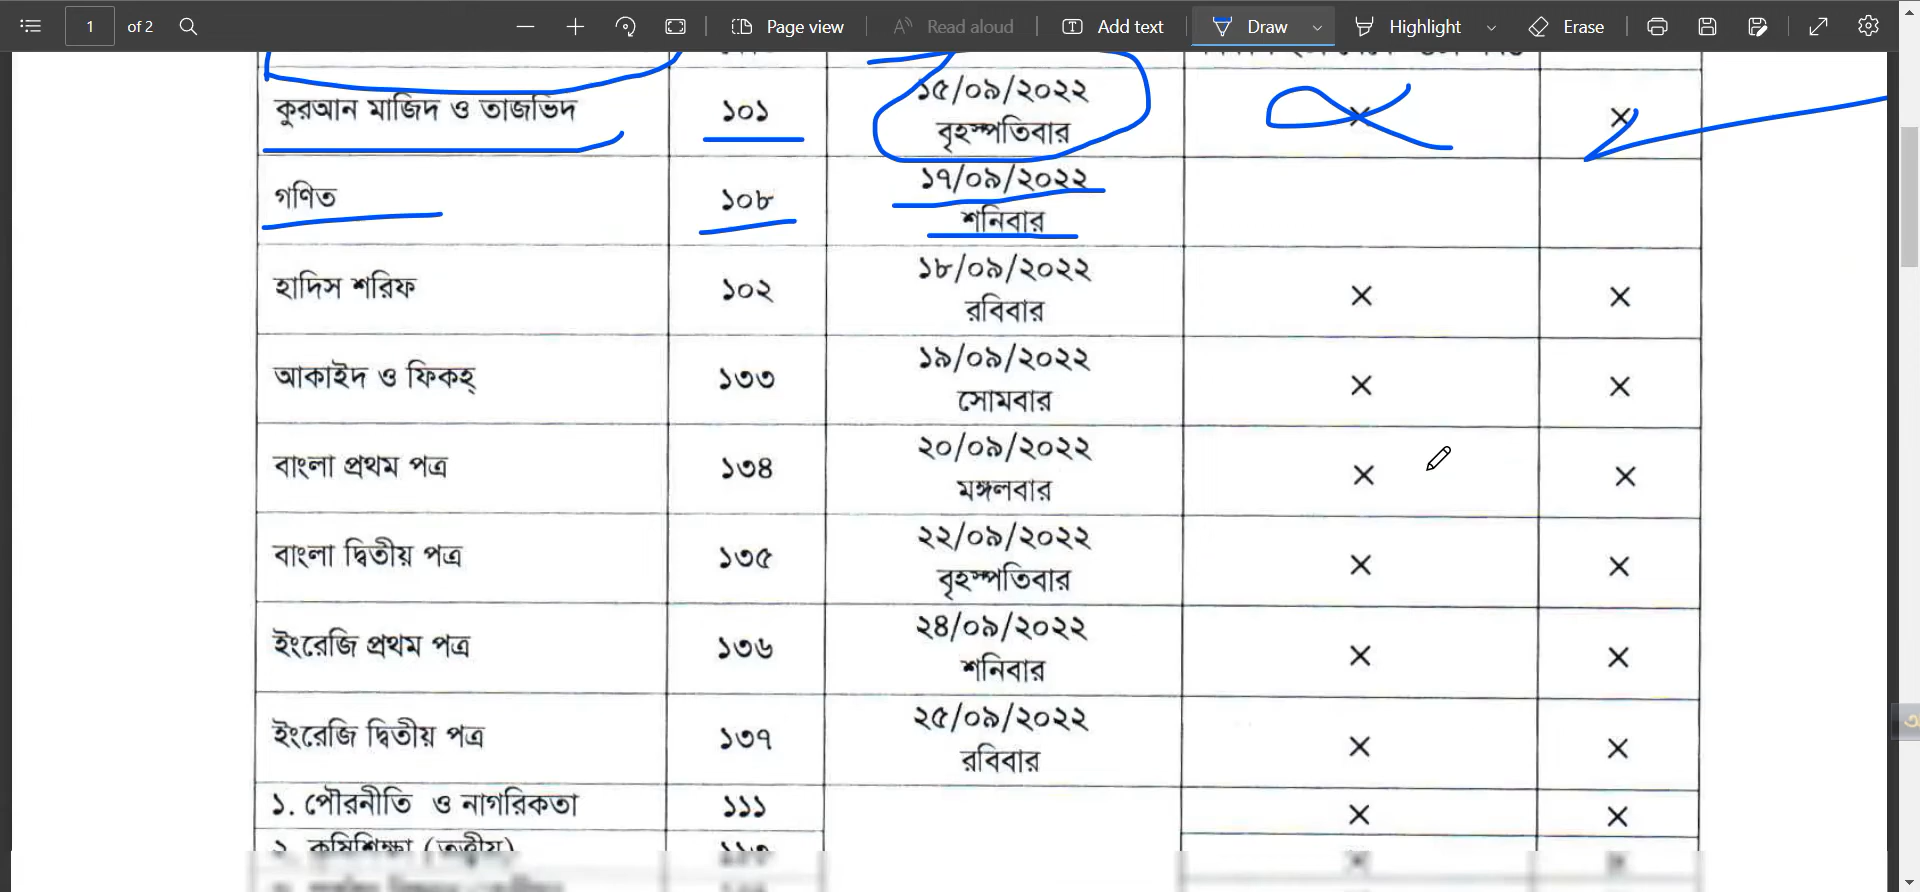 1 of 2 Page view Read aloud Add text Draw Highlight Erase
কুরআন মাজিদ ও তাজভিদ ১০১ ১৫/০৯/২০২২ × ×
বৃহস্পতিবার
গণিত ১০৮ ১৭/০৯/২০২২
শনিবার
হাদিস শরিফ ১০২ ১৮/০৯/২০২২ × ×
রবিবার
আকাইদ ও ফিকহ্ ১৩৩ ১৯/০৯/২০২২ × ×
সোমবার
বাংলা প্রথম পত্র ১৩৪ ২০/০৯/২০২২ × ×
মঙ্গলবার
বাংলা দ্বিতীয় পত্র ১৩৫ ২২/০৯/২০২২ × ×
বৃহস্পতিবার
ইংরেজি প্রথম পত্র ১৩৬ ২৪/০৯/২০২২ × ×
শনিবার
ইংরেজি দ্বিতীয় পত্র ১৩৭ ২৫/০৯/২০২২ × ×
রবিবার
১. পৌরনীতি ও নাগরিকতা ১১১ × ×
২. কৃষিশিক্ষা (তত্ত্বীয়) ১১৩